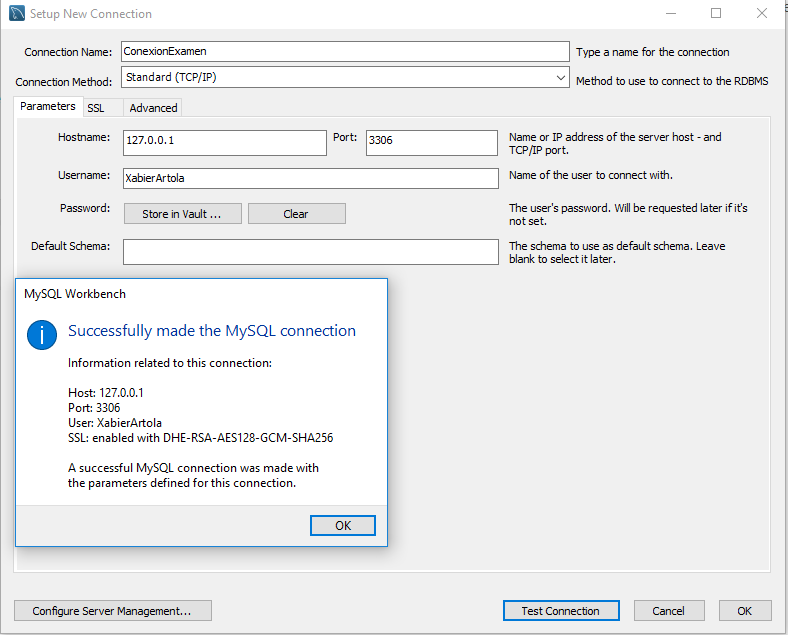 Setup New Connection
Connection Name: ConexionExamen Type a name for the connection
Connection Method: Standard (TCP/IP) Method to use to connect to the RDBMS
Parameters SSL Advanced
Hostname: 127.0.0.1 Port: 3306 Name or IP address of the server host - and
TCP/IP port.
Username: XabierArtola Name of the user to connect with.
Password: Store in Vault ... Clear The user's password. Will be requested later if it's
not set.
Default Schema: The schema to use as default schema. Leave
blank to select it later.
MySQL Workbench
Successfully made the MySQL connection
Information related to this connection:
Host: 127.0.0.1
Port: 3306
User: XabierArtola
SSL: enabled with DHE-RSA-AES128-GCM-SHA256
A successful MySQL connection was made with
the parameters defined for this connection.
OK
Configure Server Management... Test Connection Cancel OK